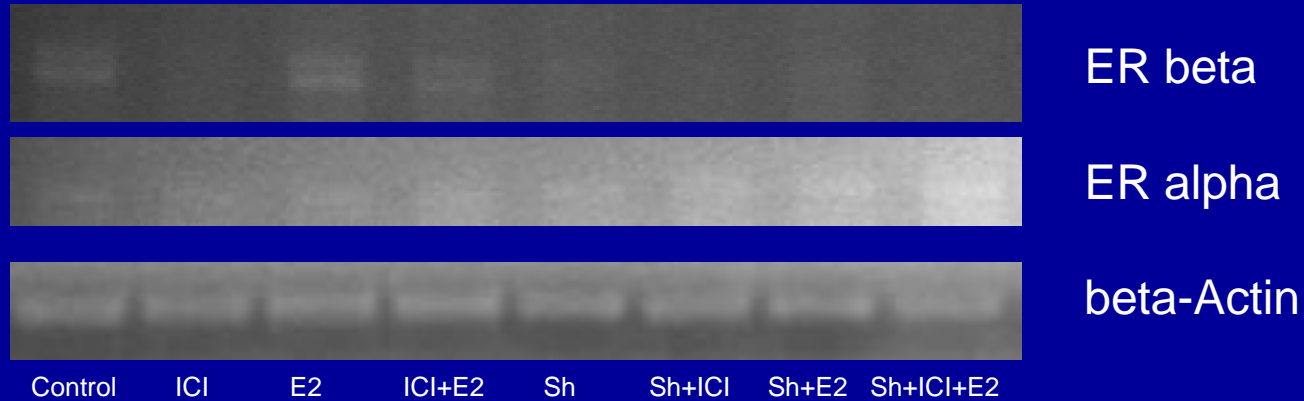 ER beta
ER alpha
beta-Actin
Control ICI E2 ICI+E2 Sh Sh+ICI Sh+E2 Sh+ICI+E2